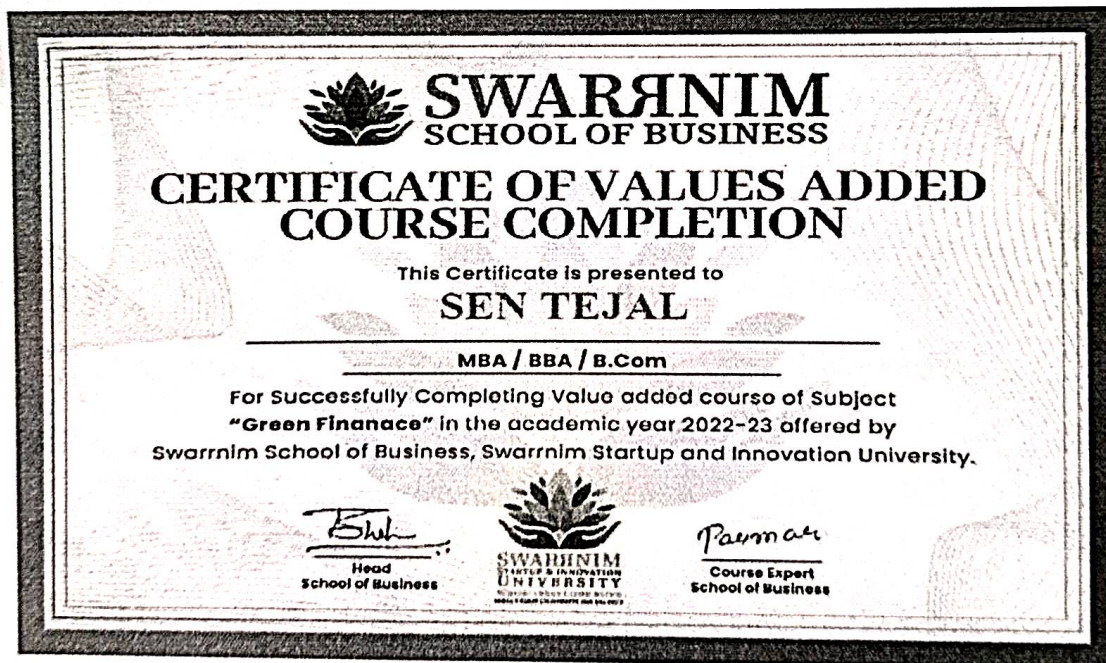 SWARRNIM
SCHOOL OF BUSINESS
CERTIFICATE OF VALUES ADDED
COURSE COMPLETION
This Certificate is presented to
SEN TEJAL
MBA / BBA / B.Com
For Successfully Completing Value added course of Subject
"Green Finanace" in the academic year 2022-23 offered by
Swarrnim School of Business, Swarrnim Startup and Innovation University.
Head
School of Business
SWARRNIM
STARTUP & INNOVATION
UNIVERSITY
Parmar
Course Expert
School of Business